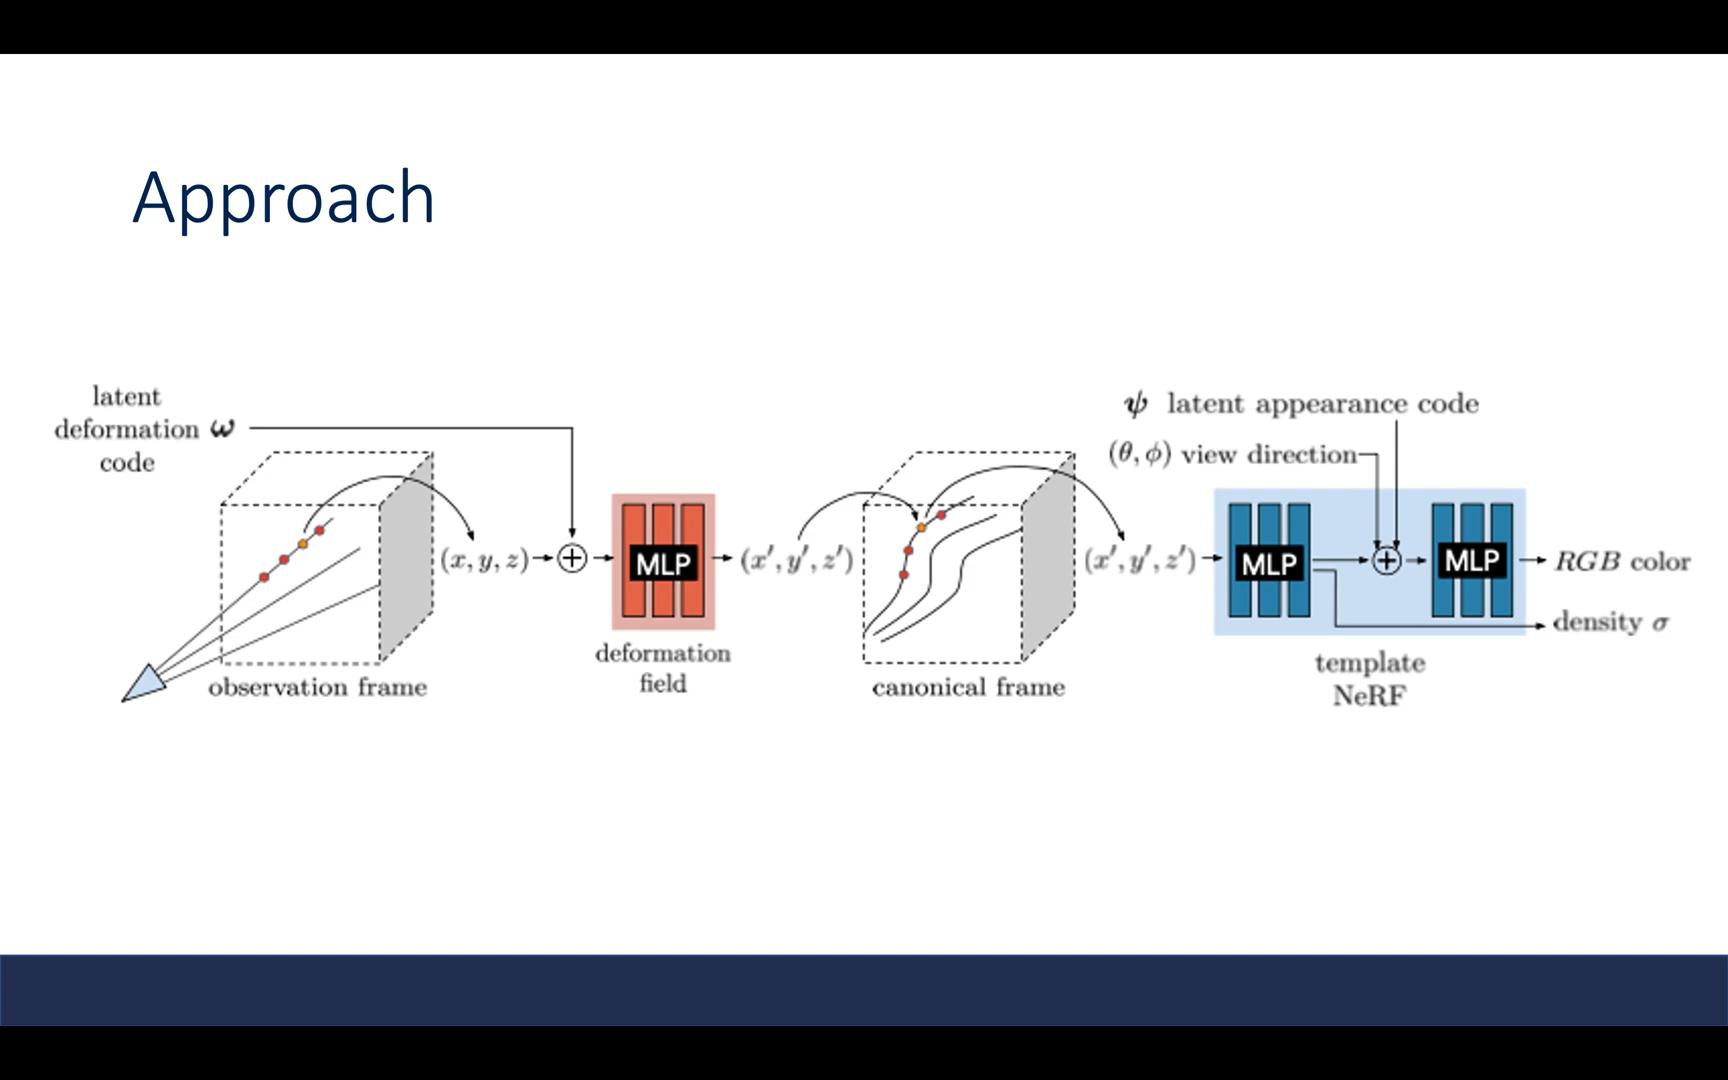 Approach
latent
deformation ω
code
(x, y, z)
observation frame
MLP
deformation
field
(x′, y′, z′)
canonical frame
ψ latent appearance code
(θ, ϕ) view direction
(x′, y′, z′)
MLP
MLP
RGB color
density σ
template
NeRF